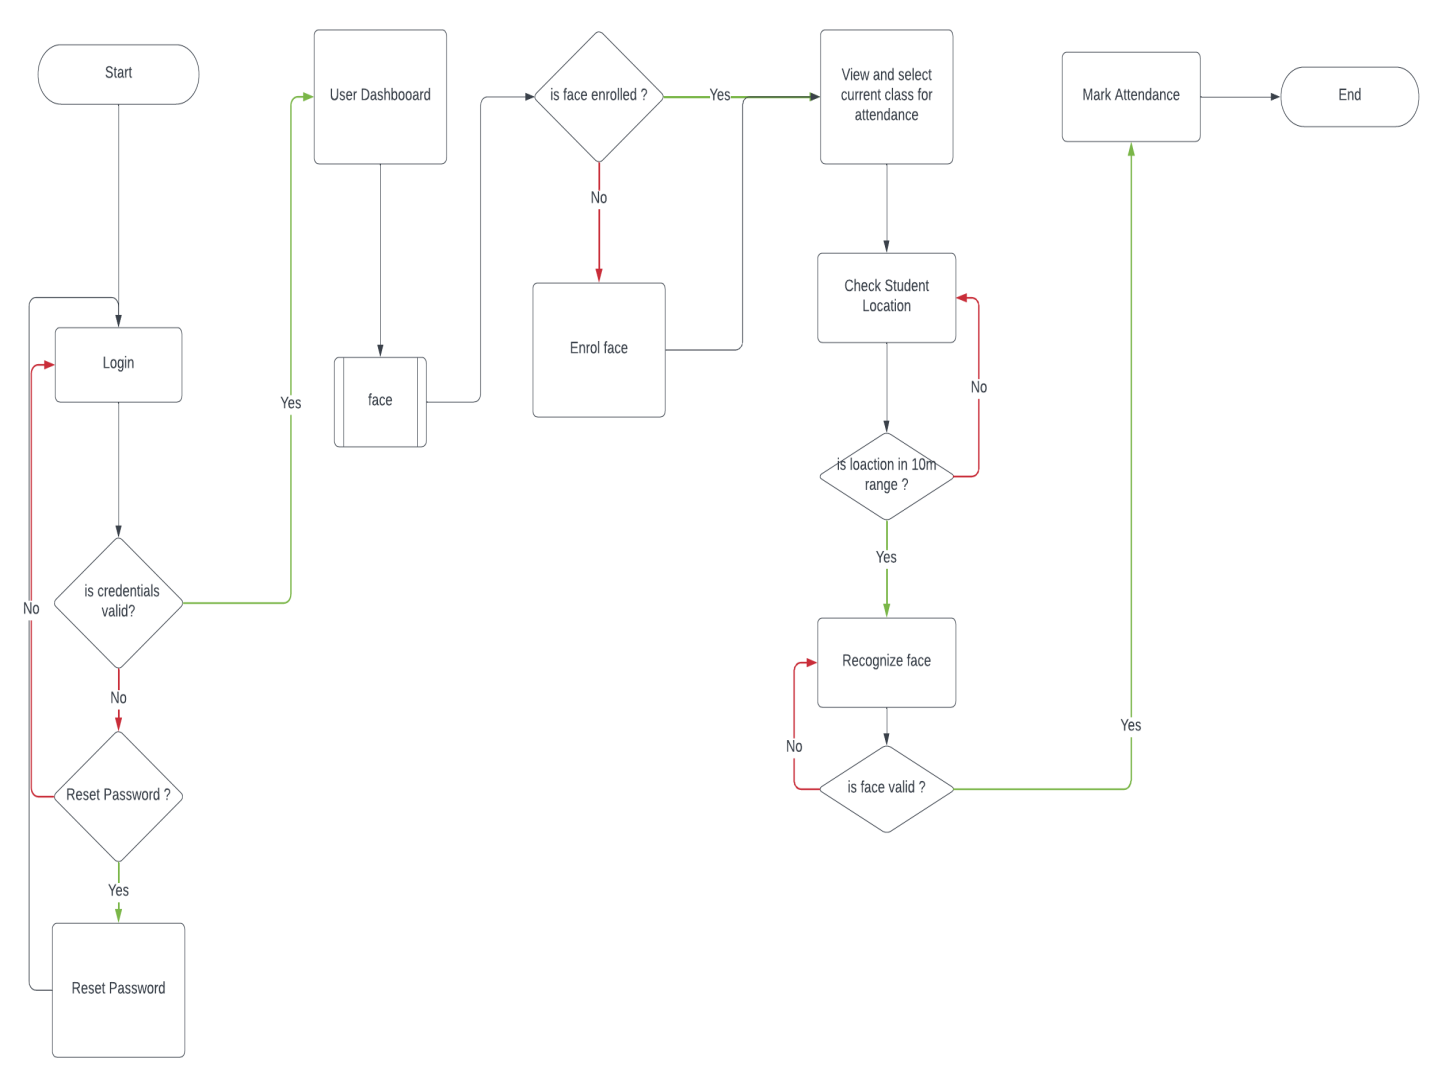 Start
Login
is credentials
valid?
No
No
Reset Password ?
Yes
Reset Password
Yes
User Dashbooard
face
is face enrolled ?
Yes
No
Enrol face
View and select
current class for
attendance
Check Student
Location
No
is loaction in 10m
range ?
Yes
Recognize face
No
is face valid ?
Yes
Mark Attendance
End